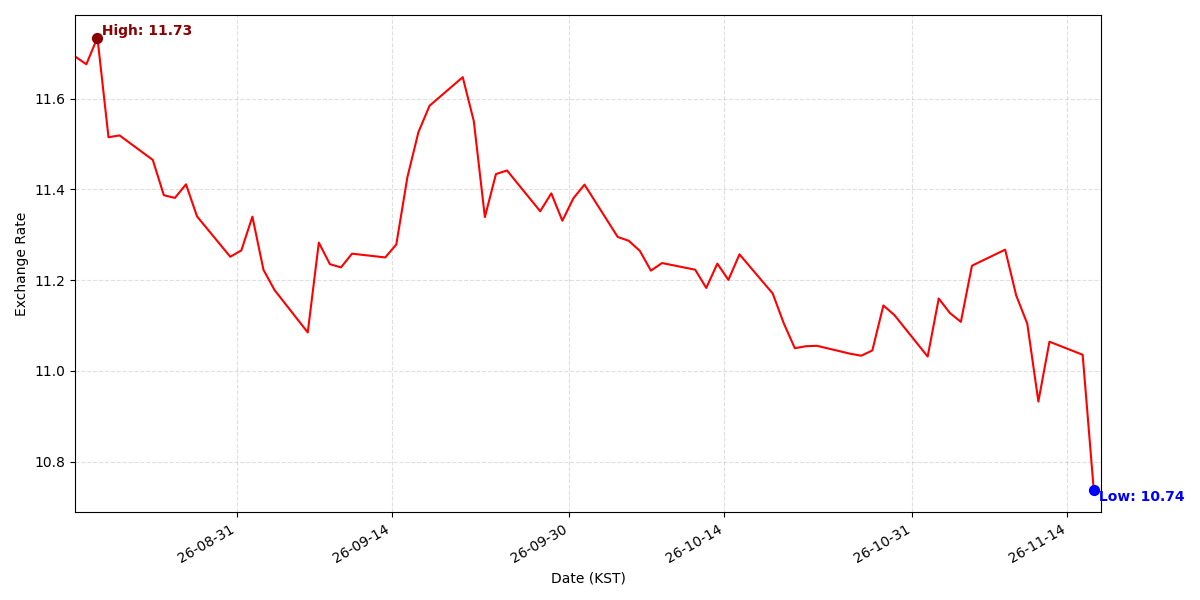 High: 11.73
11.6
11.4
11.2
11.0
10.8
Exchange Rate
Low: 10.74
26-08-31
26-09-14
26-09-30
26-10-14
26-10-31
26-11-14
Date (KST)